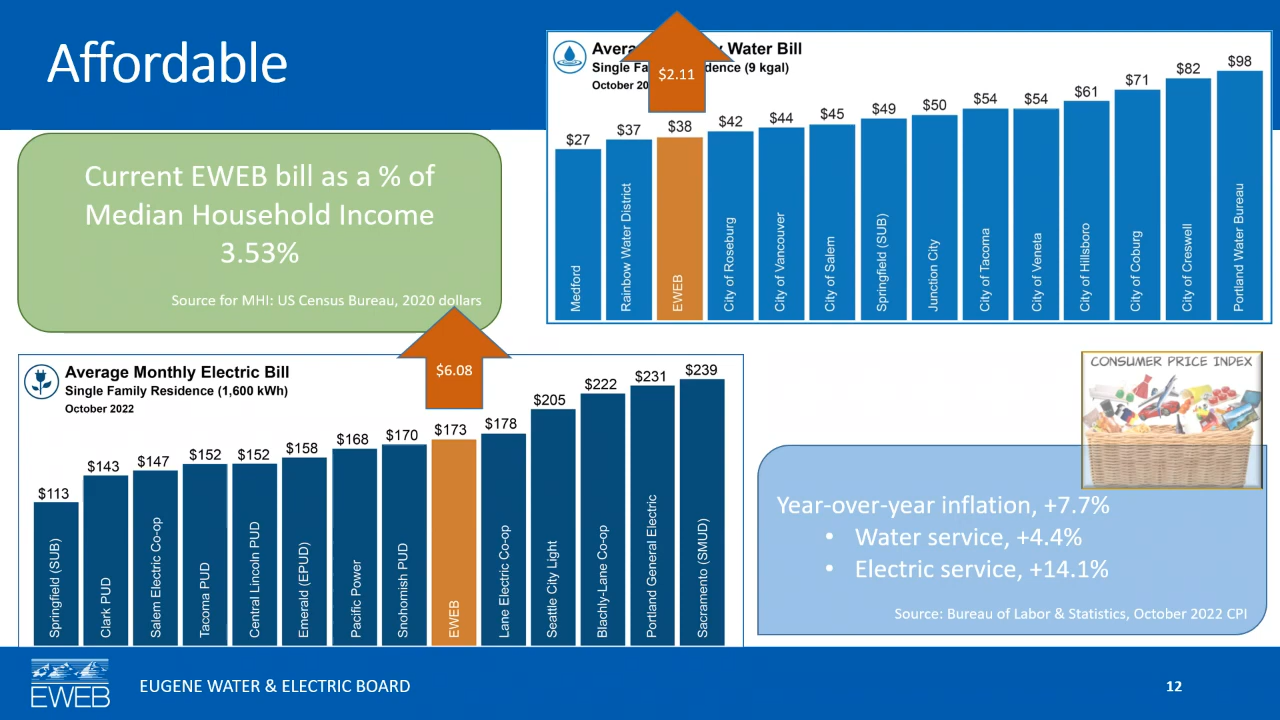 Affordable
Current EWEB bill as a % of
Median Household Income
3.53%
Source for MHI: US Census Bureau, 2020 dollars
Water Bill
Single
(9 kgal)
October
$2.11
$27
$37
$38
$42
$44
$45
$49
$50
$54
$54
$61
$71
$82
$98
Medford
Rainbow Water District
EWEB
City of Roseburg
City of Vancouver
City of Salem
Springfield (SUB)
Junction City
City of Tacoma
City of Veneta
City of Hillsboro
City of Coburg
City of Creswell
Portland Water Bureau
Average Monthly Electric Bill
Single Family Residence (1,600 kWh)
October 2022
$6.08
$113
$143
$147
$152
$152
$158
$168
$170
$173
$178
$205
$222
$231
$239
Springfield (SUB)
Clark PUD
Salem Electric Co-op
Tacoma PUD
Central Lincoln PUD
Emerald (EPUD)
Pacific Power
Snohomish PUD
EWEB
Lane Electric Co-op
Seattle City Light
Blachly-Lane Co-op
Portland General Electric
Sacramento (SMUD)
CONSUMER PRICE INDEX
Year-over-year inflation, +7.7%
• Water service, +4.4%
• Electric service, +14.1%
Source: Bureau of Labor & Statistics, October 2022 CPI
EWEB
EUGENE WATER & ELECTRIC BOARD
12